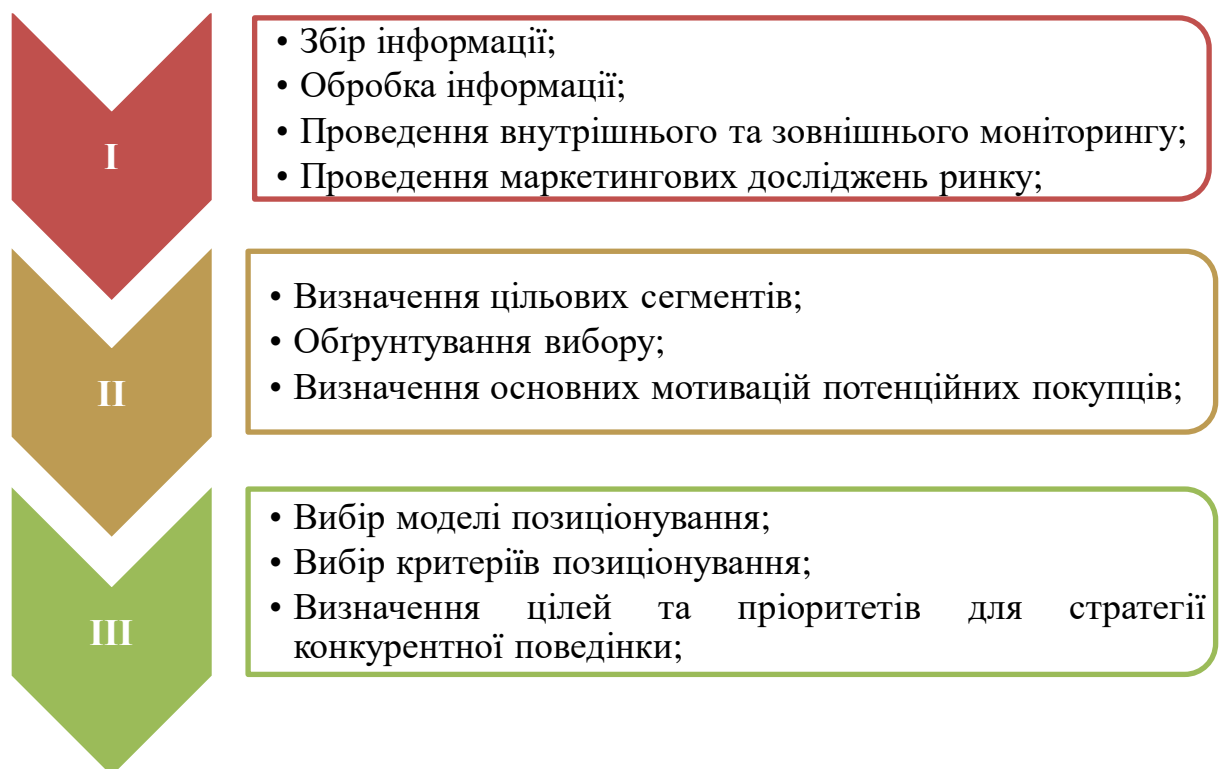 I
• Збір інформації;
• Обробка інформації;
• Проведення внутрішнього та зовнішнього моніторингу;
• Проведення маркетингових досліджень ринку;
II
• Визначення цільових сегментів;
• Обґрунтування вибору;
• Визначення основних мотивацій потенційних покупців;
III
• Вибір моделі позиціонування;
• Вибір критеріїв позиціонування;
• Визначення цілей та пріоритетів для стратегії
конкурентної поведінки;